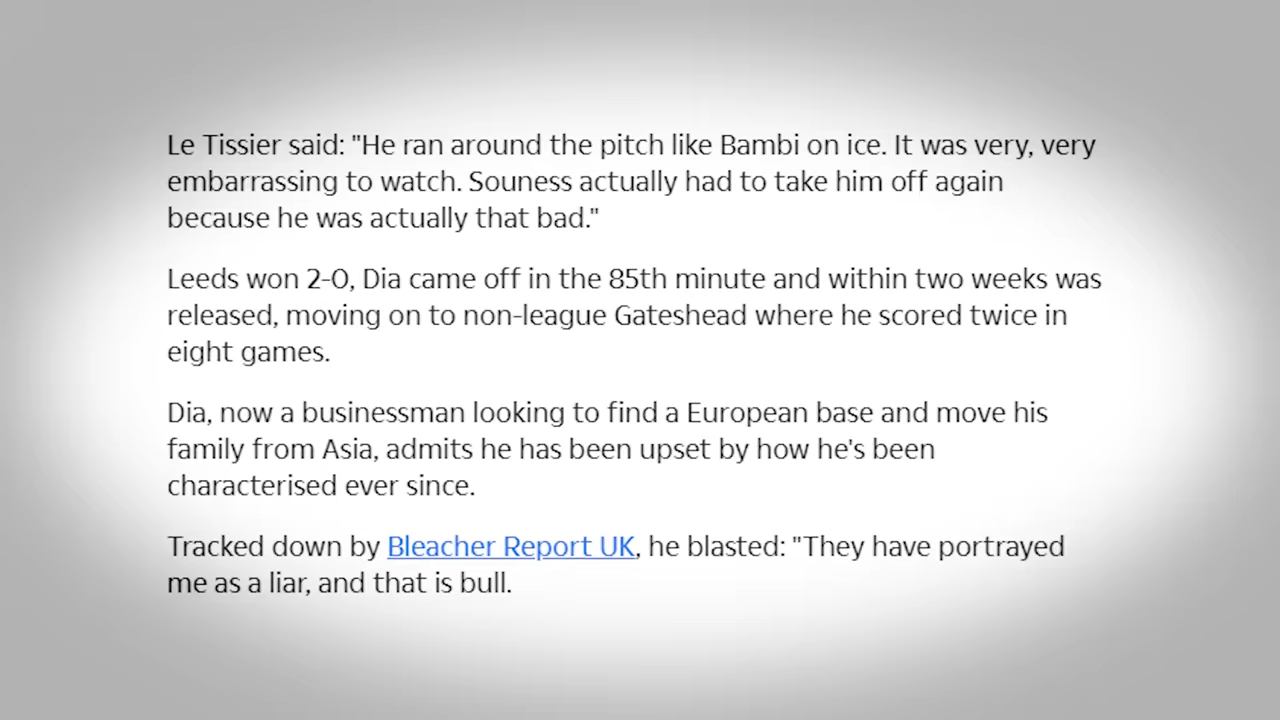 Le Tissier said: "He ran around the pitch like Bambi on ice. It was very, very
embarrassing to watch. Souness actually had to take him off again
because he was actually that bad."
Leeds won 2-0, Dia came off in the 85th minute and within two weeks was
released, moving on to non-league Gateshead where he scored twice in
eight games.
Dia, now a businessman looking to find a European base and move his
family from Asia, admits he has been upset by how he's been
characterised ever since.
Tracked down by Bleacher Report UK, he blasted: "They have portrayed
me as a liar, and that is bull.